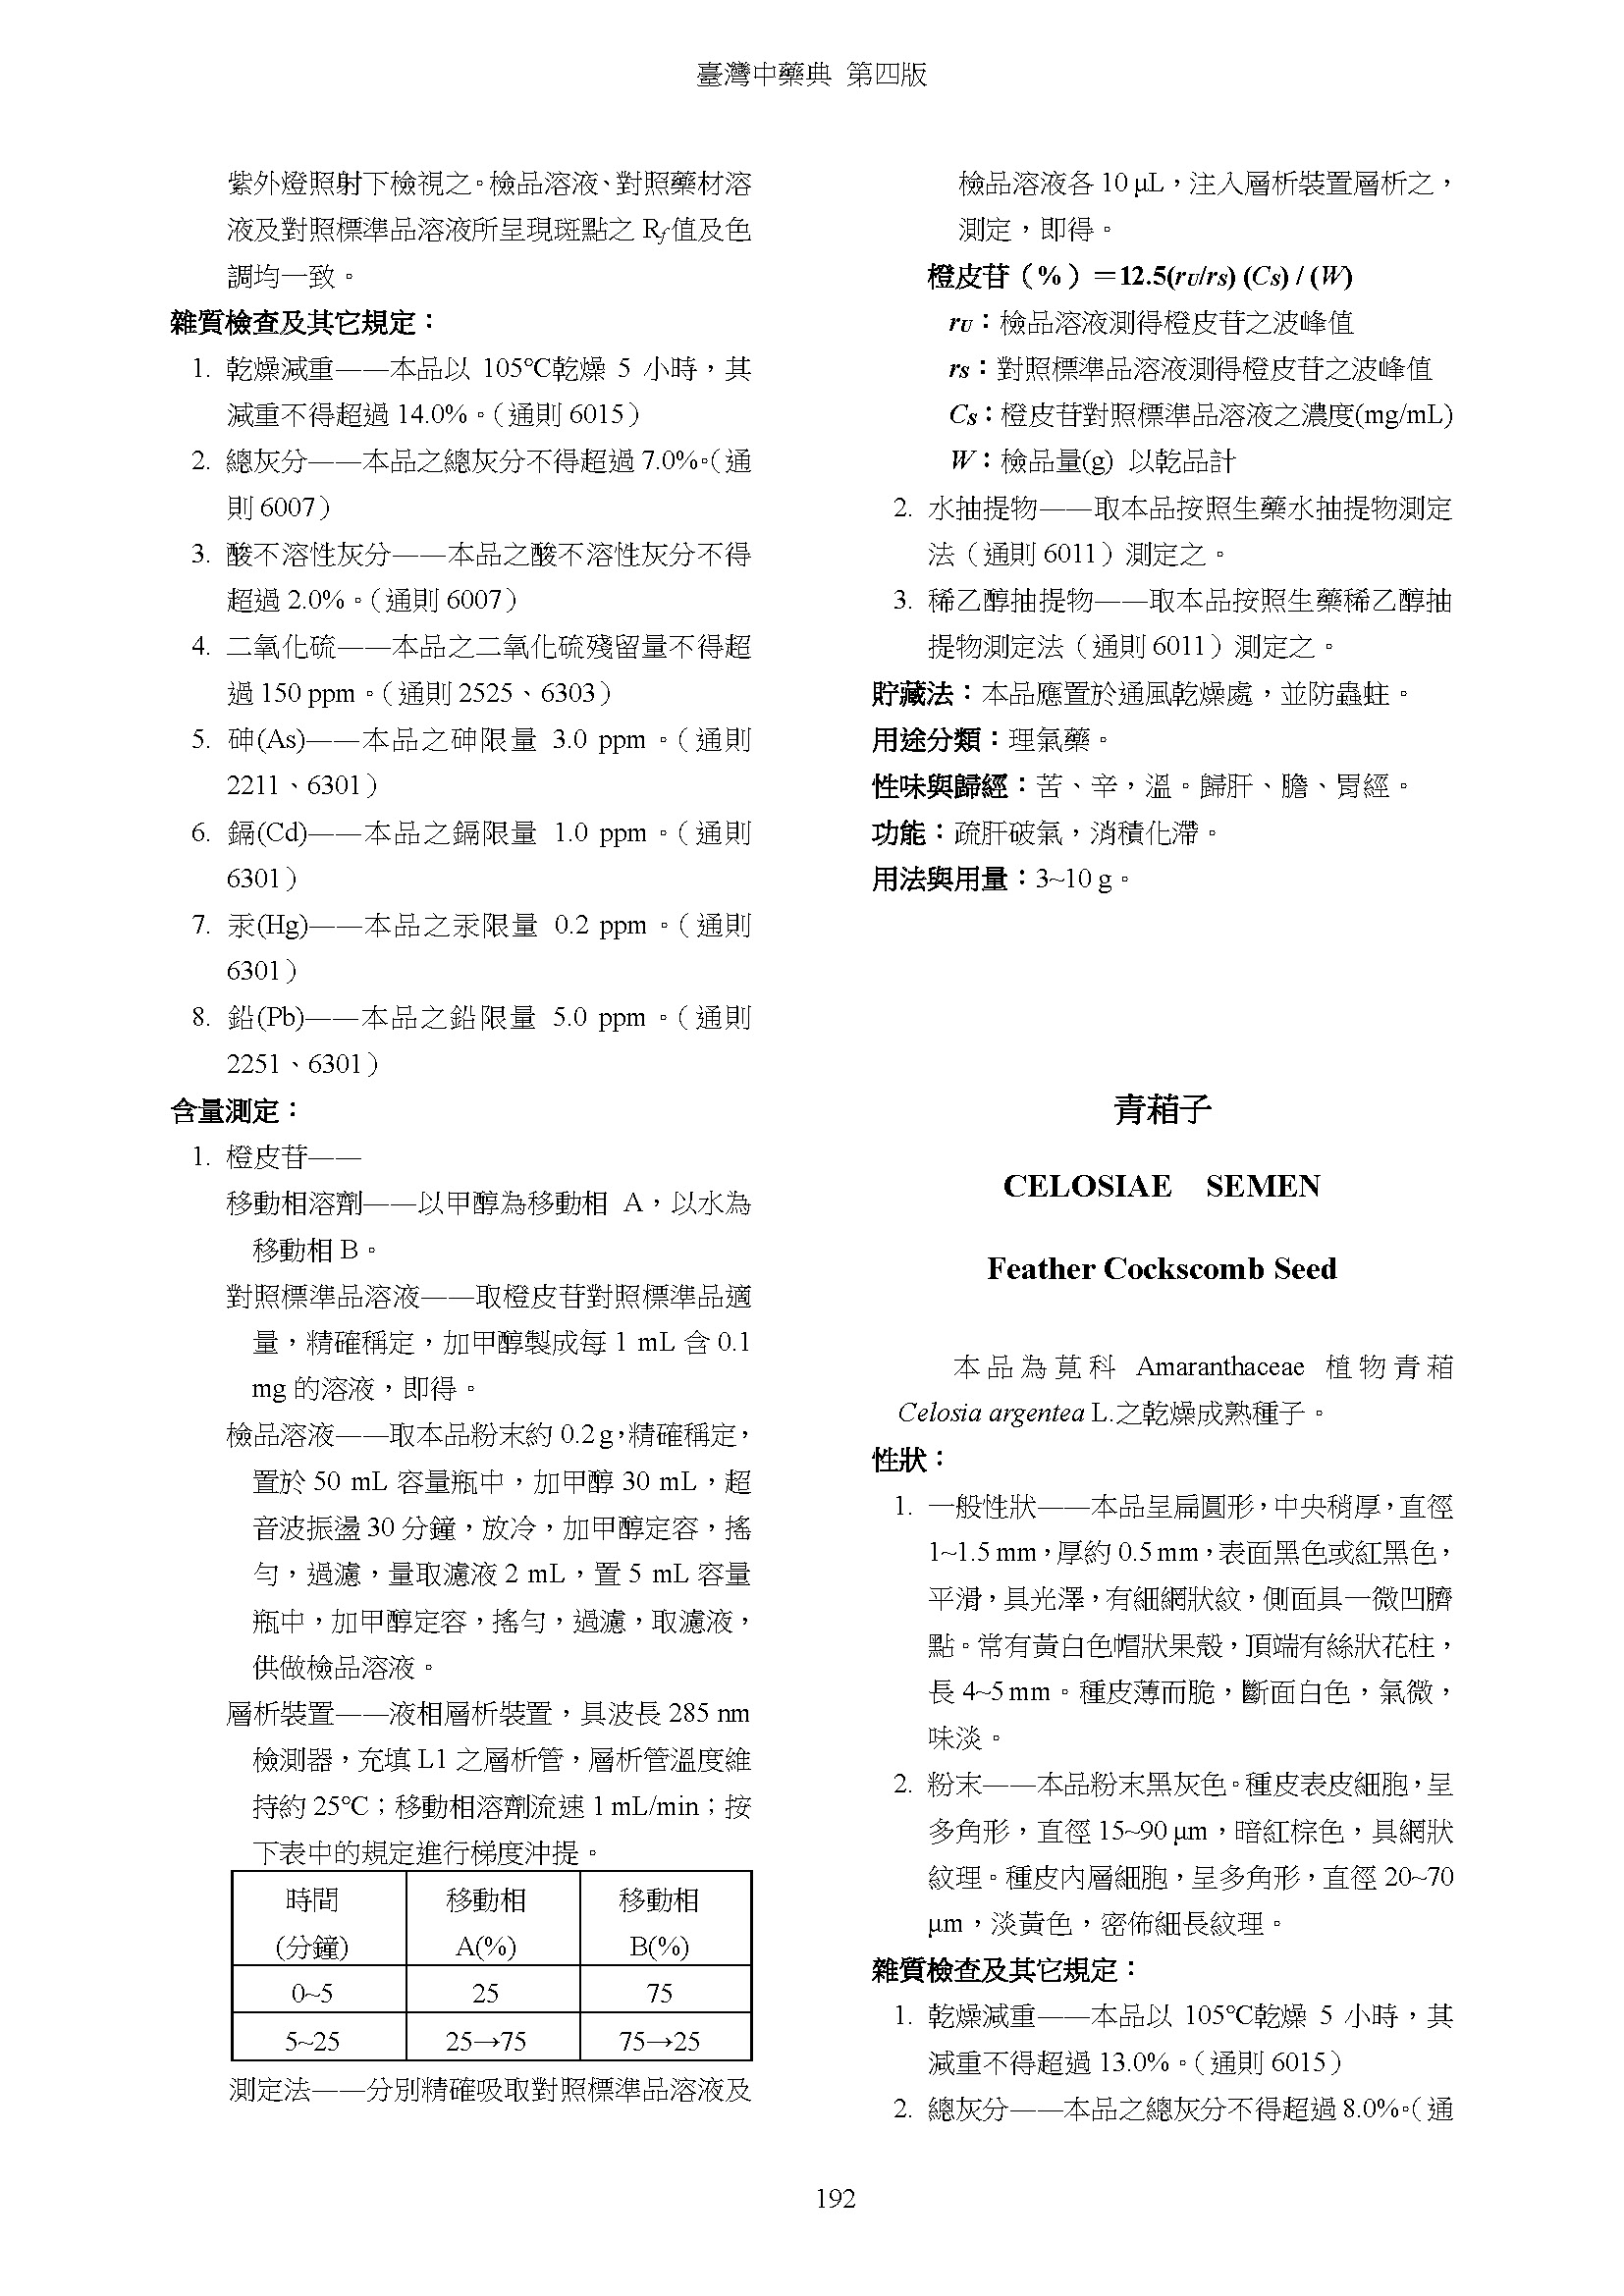 臺灣中藥典 第四版
紫外燈照射下檢視之。檢品溶液、對照藥材溶
液及對照標準品溶液所呈現斑點之 Rf值及色
調均一致。
雜質檢查及其它規定：
1. 乾燥減重——本品以 105℃乾燥 5 小時，其
減重不得超過 14.0%。（通則 6015）
2. 總灰分——本品之總灰分不得超過 7.0%。（通
則 6007）
3. 酸不溶性灰分——本品之酸不溶性灰分不得
超過 2.0%。（通則 6007）
4. 二氧化硫——本品之二氧化硫殘留量不得超
過 150 ppm。（通則 2525、6303）
5. 砷(As)——本品之砷限量 3.0 ppm。（通則
2211、6301）
6. 鎘(Cd)——本品之鎘限量 1.0 ppm。（通則
6301）
7. 汞(Hg)——本品之汞限量 0.2 ppm。（通則
6301）
8. 鉛(Pb)——本品之鉛限量 5.0 ppm。（通則
2251、6301）
含量測定：
1. 橙皮苷——
移動相溶劑——以甲醇為移動相 A，以水為
移動相 B。
對照標準品溶液——取橙皮苷對照標準品適
量，精確稱定，加甲醇製成每 1 mL 含 0.1
mg 的溶液，即得。
檢品溶液——取本品粉末約 0.2 g，精確稱定，
置於 50 mL 容量瓶中，加甲醇 30 mL，超
音波振盪 30 分鐘，放冷，加甲醇定容，搖
勻，過濾，量取濾液 2 mL，置 5 mL 容量
瓶中，加甲醇定容，搖勻，過濾，取濾液，
供做檢品溶液。
層析裝置——液相層析裝置，具波長 285 nm
檢測器，充填 L1 之層析管，層析管溫度維
持約 25℃；移動相溶劑流速 1 mL/min；按
下表中的規定進行梯度沖提。
時間 移動相 移動相
(分鐘) A(%) B(%)
0~5 25 75
5~25 25→75 75→25
測定法——分別精確吸取對照標準品溶液及
檢品溶液各 10 μL，注入層析裝置層析之，
測定，即得。
橙皮苷（%）＝12.5(rU/rS) (CS) / (W)
rU：檢品溶液測得橙皮苷之波峰值
rS：對照標準品溶液測得橙皮苷之波峰值
CS：橙皮苷對照標準品溶液之濃度(mg/mL)
W：檢品量(g) 以乾品計
2. 水抽提物——取本品按照生藥水抽提物測定
法（通則 6011）測定之。
3. 稀乙醇抽提物——取本品按照生藥稀乙醇抽
提物測定法（通則 6011）測定之。
貯藏法：本品應置於通風乾燥處，並防蟲蛀。
用途分類：理氣藥。
性味與歸經：苦、辛，溫。歸肝、膽、胃經。
功能：疏肝破氣，消積化滯。
用法與用量：3~10 g。
青葙子
CELOSIAE SEMEN
Feather Cockscomb Seed
本品為莧科 Amaranthaceae 植物青葙
Celosia argentea L.之乾燥成熟種子。
性狀：
1. 一般性狀——本品呈扁圓形，中央稍厚，直徑
1~1.5 mm，厚約 0.5 mm，表面黑色或紅黑色，
平滑，具光澤，有細網狀紋，側面具一微凹臍
點。常有黃白色帽狀果殼，頂端有絲狀花柱，
長 4~5 mm。種皮薄而脆，斷面白色，氣微，
味淡。
2. 粉末——本品粉末黑灰色。種皮表皮細胞，呈
多角形，直徑 15~90 μm，暗紅棕色，具網狀
紋理。種皮內層細胞，呈多角形，直徑 20~70
μm，淡黃色，密佈細長紋理。
雜質檢查及其它規定：
1. 乾燥減重——本品以 105℃乾燥 5 小時，其
減重不得超過 13.0%。（通則 6015）
2. 總灰分——本品之總灰分不得超過 8.0%。（通
192